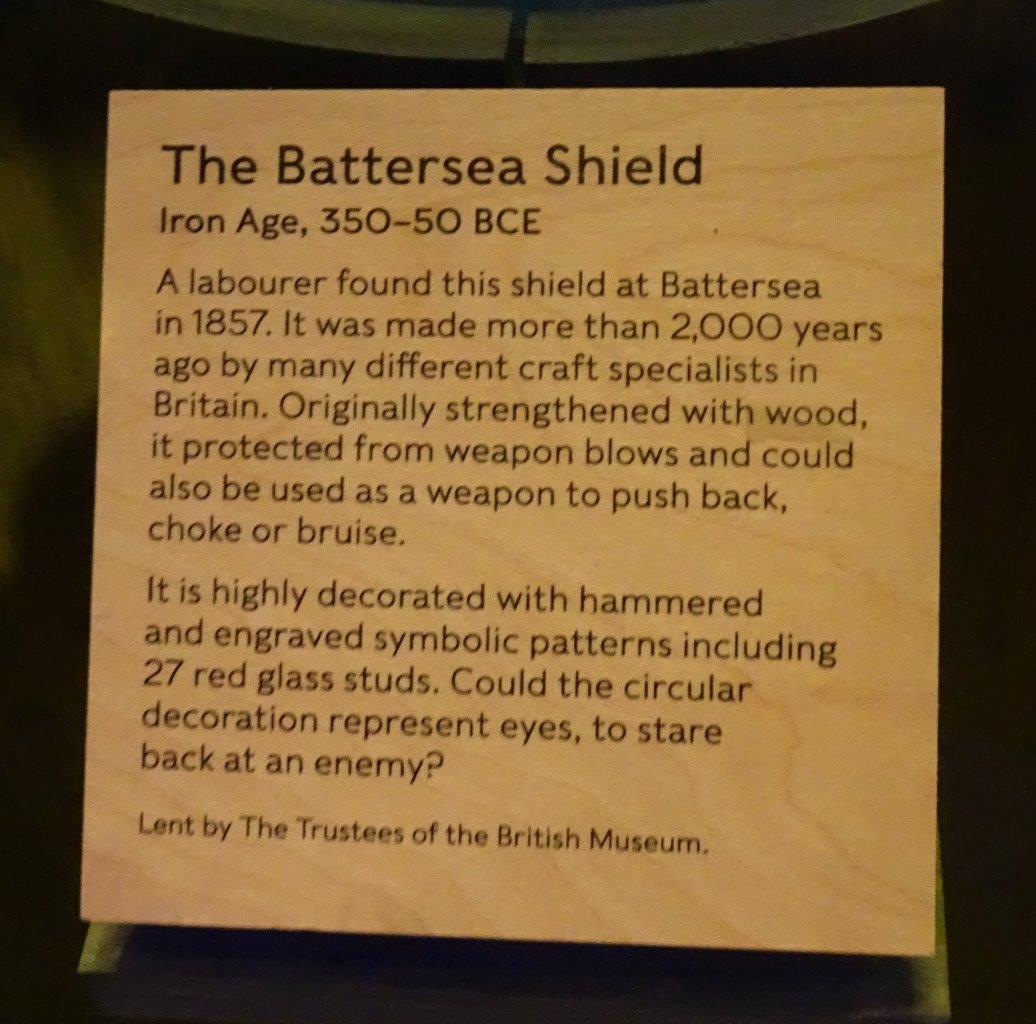 The Battersea Shield
Iron Age, 350–50 BCE
A labourer found this shield at Battersea
in 1857. It was made more than 2,000 years
ago by many different craft specialists in
Britain. Originally strengthened with wood,
it protected from weapon blows and could
also be used as a weapon to push back,
choke or bruise.
It is highly decorated with hammered
and engraved symbolic patterns including
27 red glass studs. Could the circular
decoration represent eyes, to stare
back at an enemy?
Lent by The Trustees of the British Museum.